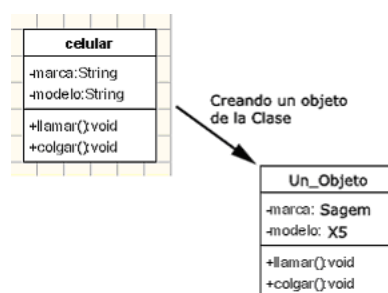 celular
-marca:String
-modelo:String
+llamar():void
+colgar():void
Creando un objeto
de la Clase
Un_Objeto
-marca: Sagem
-modelo: X5
+llamar():void
+colgar():void